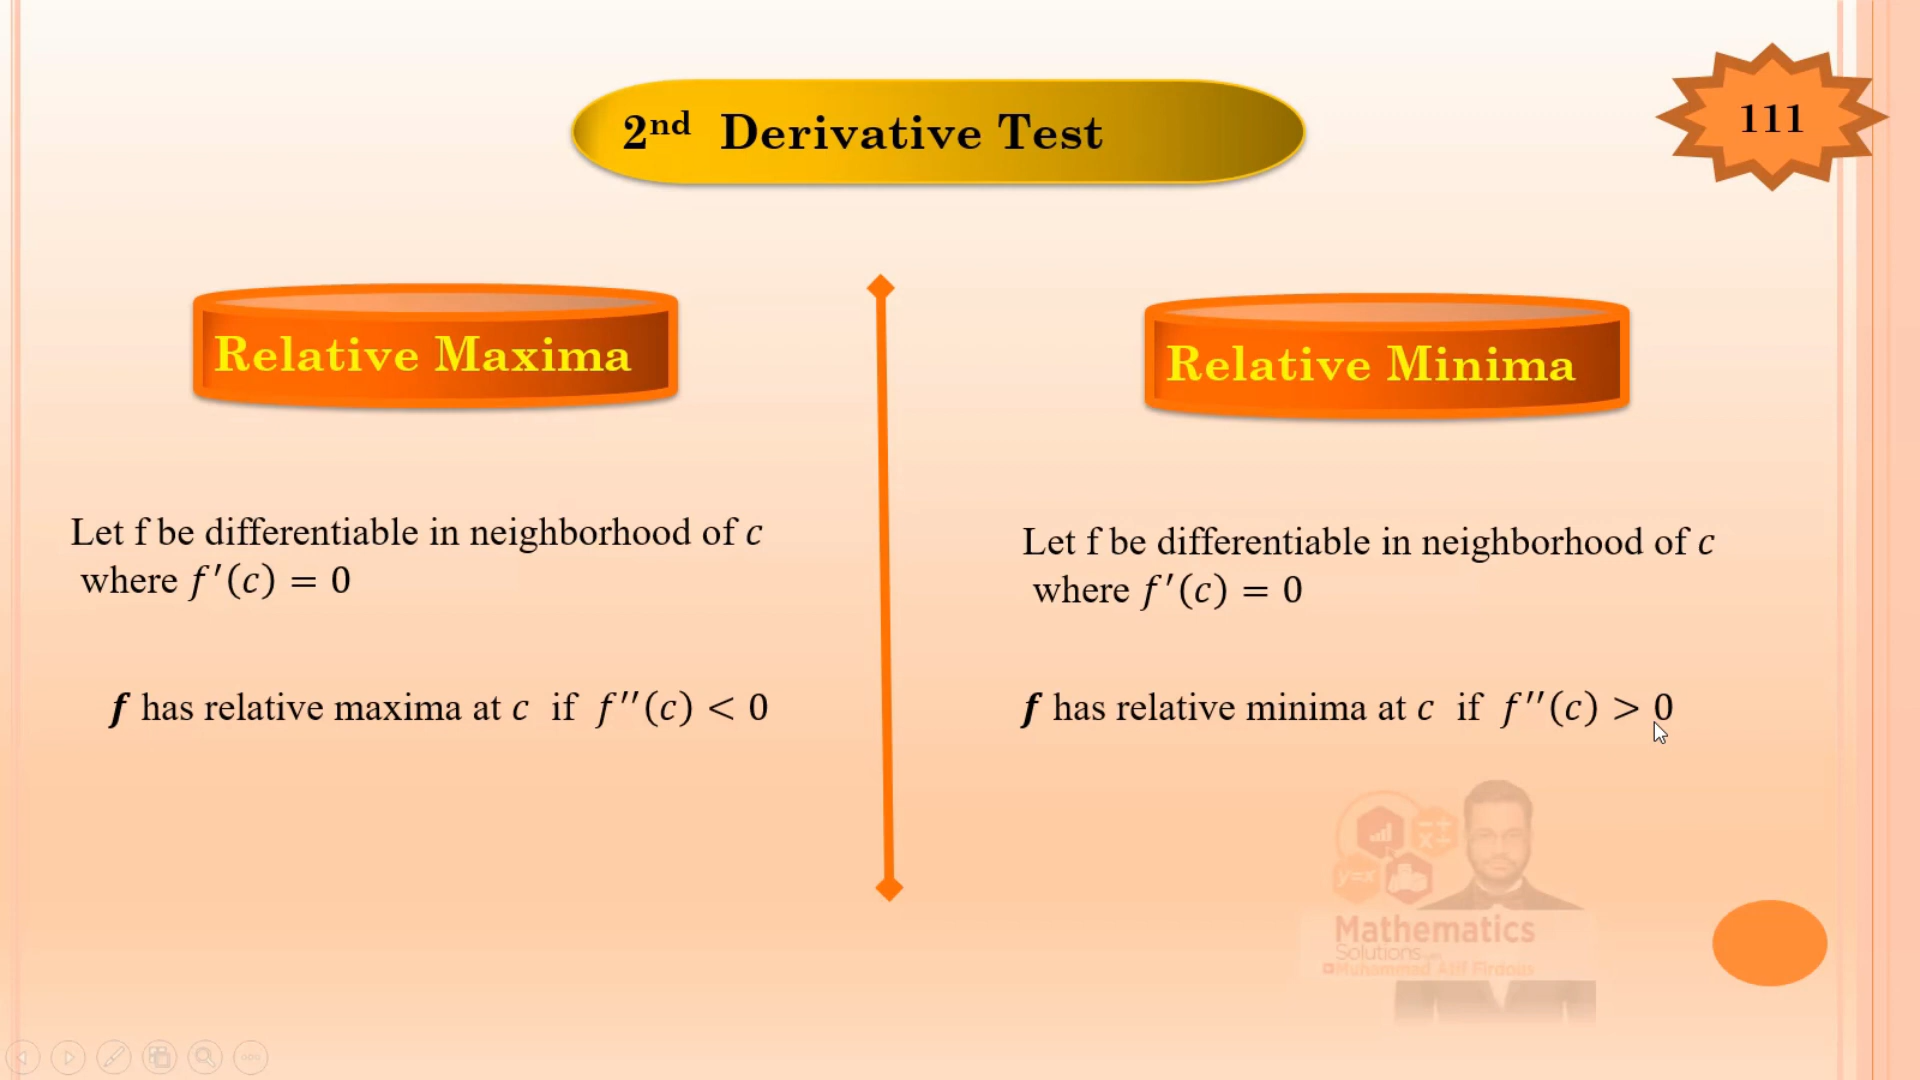 2nd Derivative Test
111
Relative Maxima
Let f be differentiable in neighborhood of c
where f′(c) = 0
f has relative maxima at c if f′′(c) < 0
Relative Minima
Let f be differentiable in neighborhood of c
where f′(c) = 0
f has relative minima at c if f′′(c) > 0
y=x
Mathematics
Solutions
Muhammad Atif Firdous